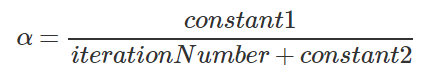 α = constant1 / (iterationNumber + constant2)